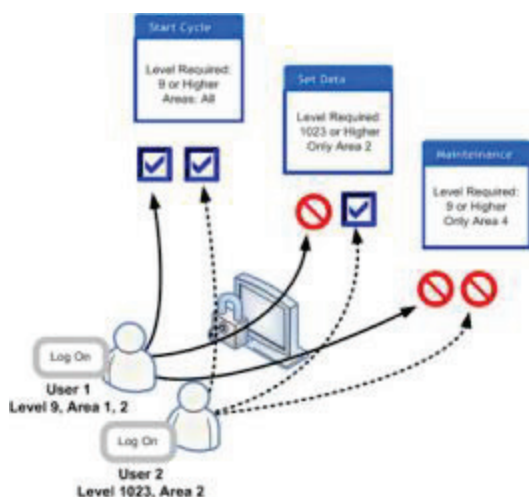 Start Cycle
Level Required:
9 or Higher
Areas: All
Set Data
Level Required:
1023 or Higher
Only Area 2
Mainteinance
Level Required:
9 or Higher
Only Area 4
Log On
User 1
Level 9, Area 1, 2
Log On
User 2
Level 1023, Area 2